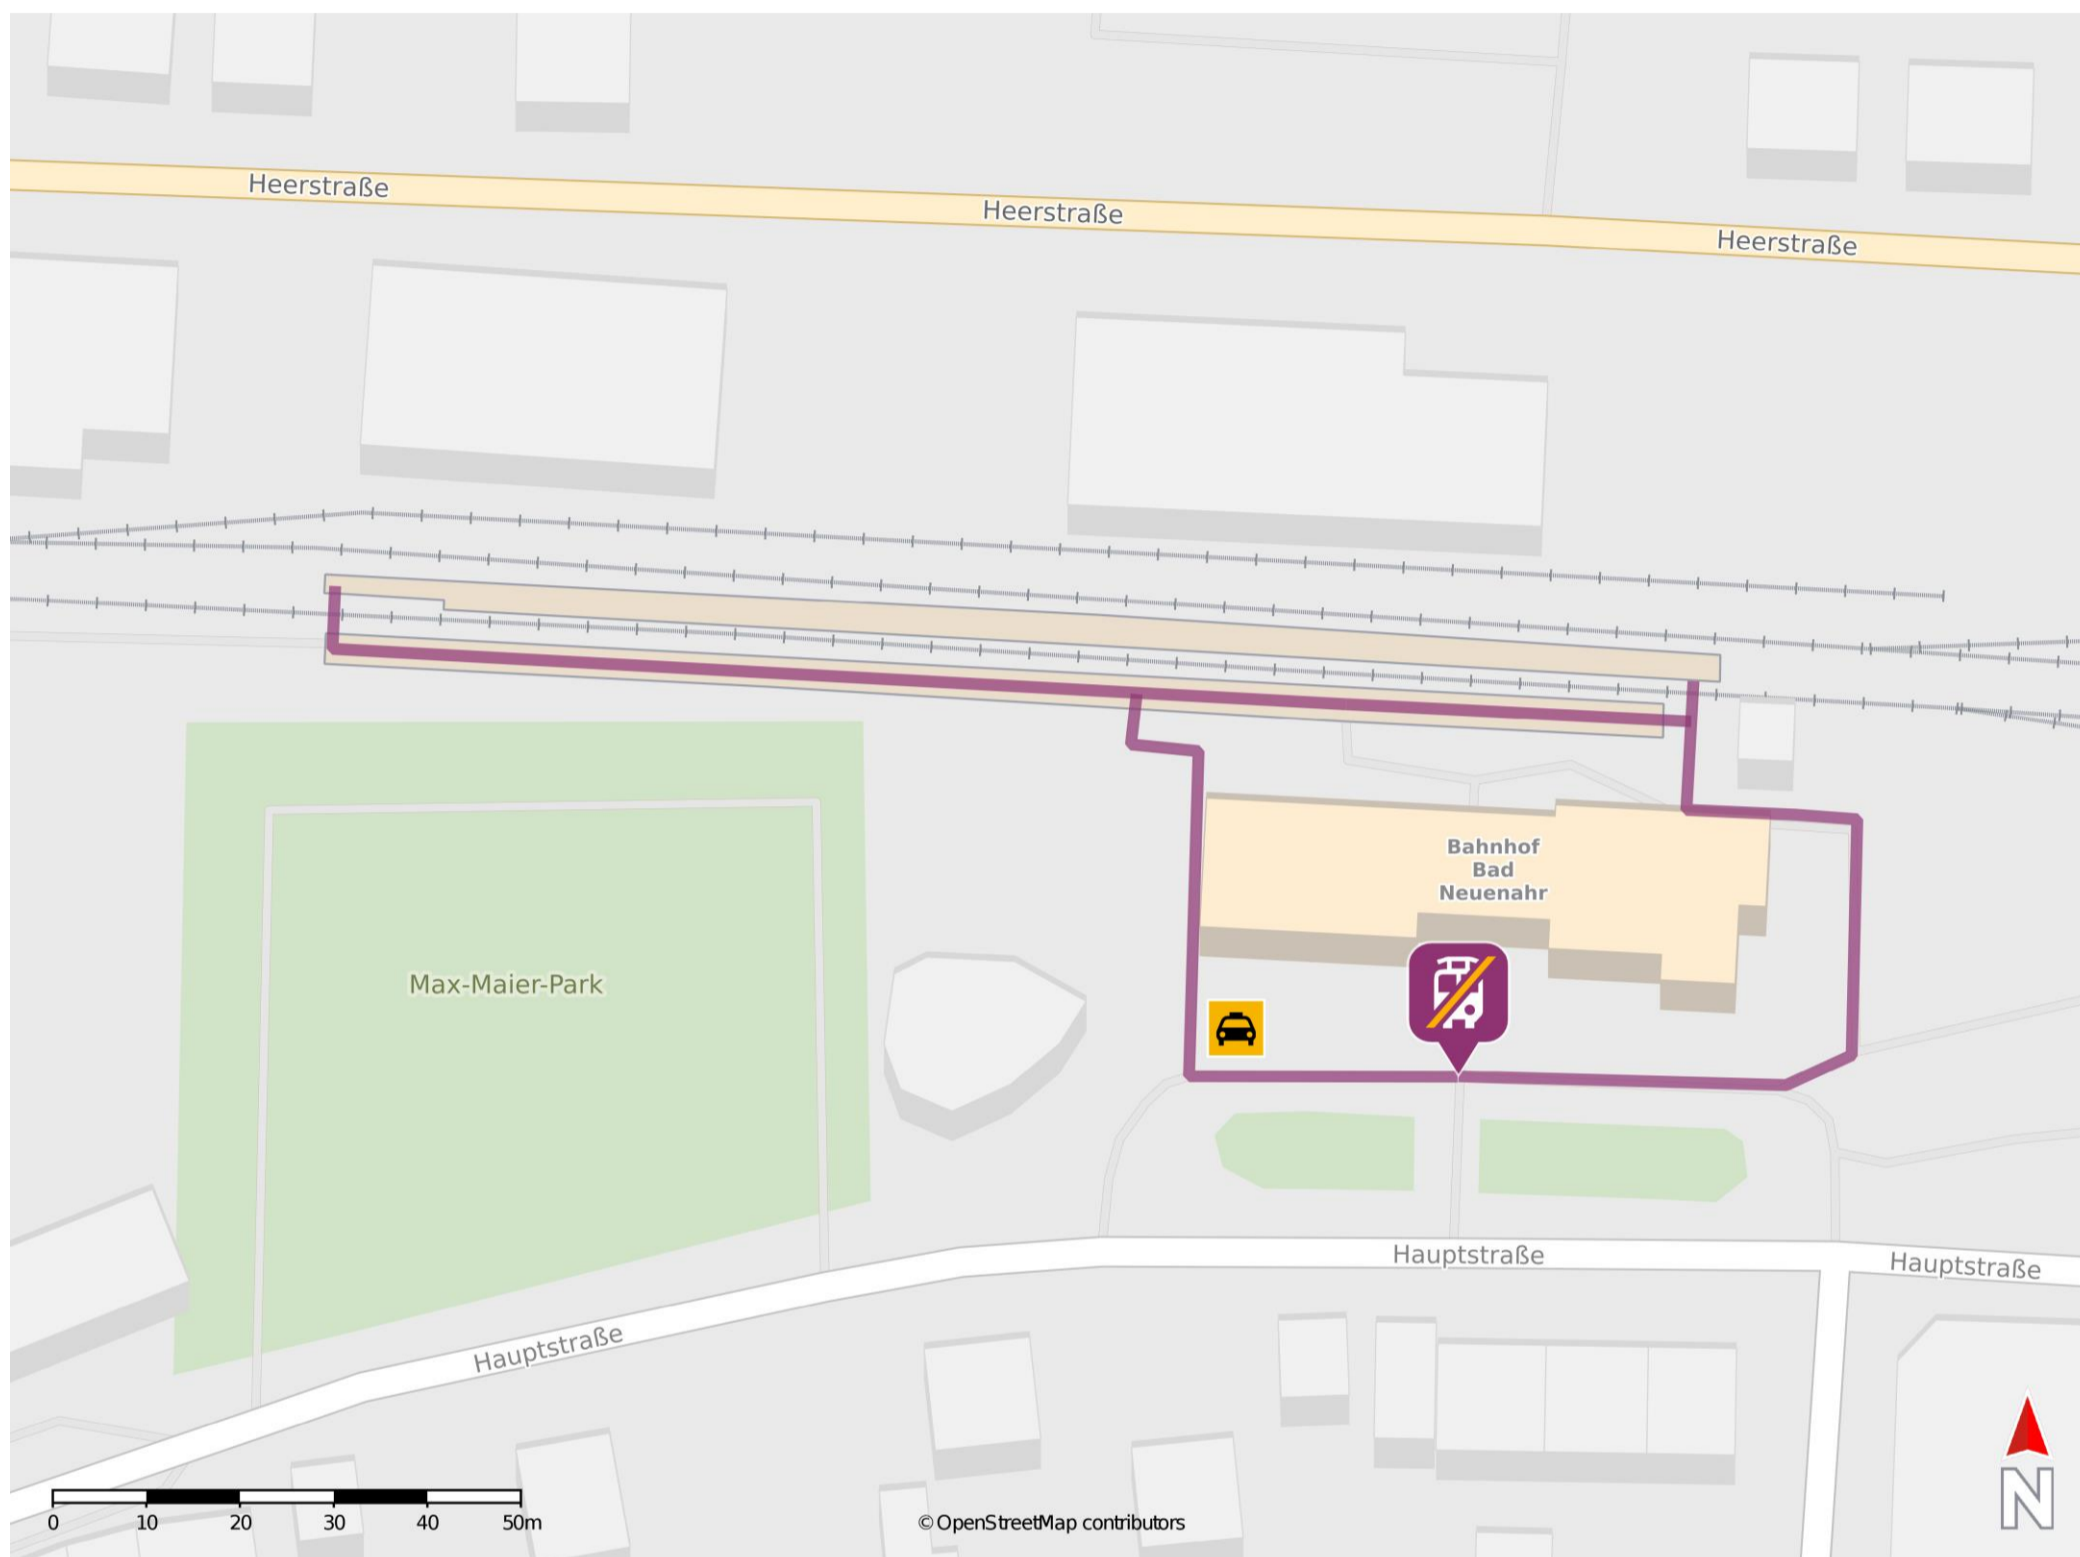 Heerstraße
Heerstraße
Heerstraße
Bahnhof
Bad
Neuenahr
Max-Maier-Park
Hauptstraße
Hauptstraße
Hauptstraße
0 10 20 30 40 50m
© OpenStreetMap contributors
N